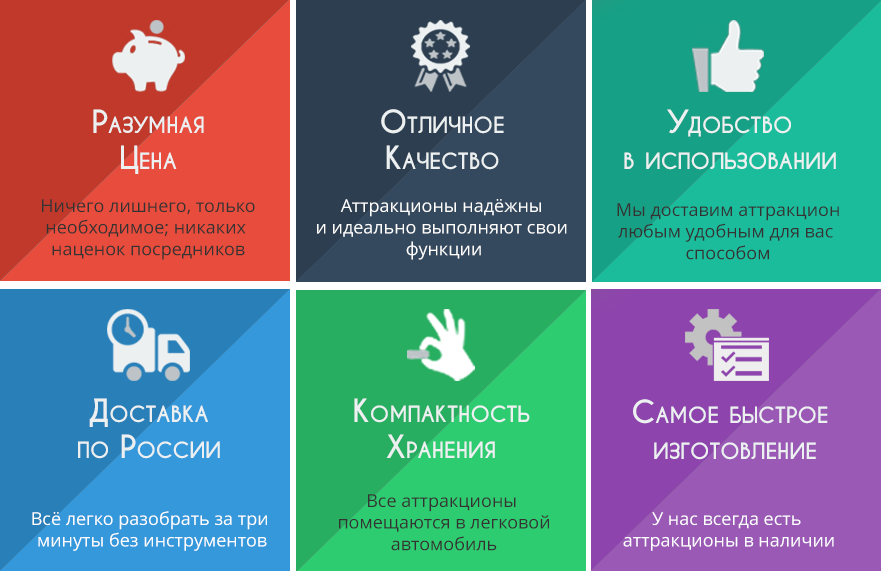 Разумная
Цена
Ничего лишнего, только
необходимое; никаких
наценок посредников
Отличное
Качество
Аттракционы надёжны
и идеально выполняют свои
функции
Удобство
в использовании
Мы доставим аттракцион
любым удобным для вас
способом
Доставка
по России
Всё легко разобрать за три
минуты без инструментов
Компактность
Хранения
Все аттракционы
помещаются в легковой
автомобиль
Самое быстрое
изготовление
У нас всегда есть
аттракционы в наличии